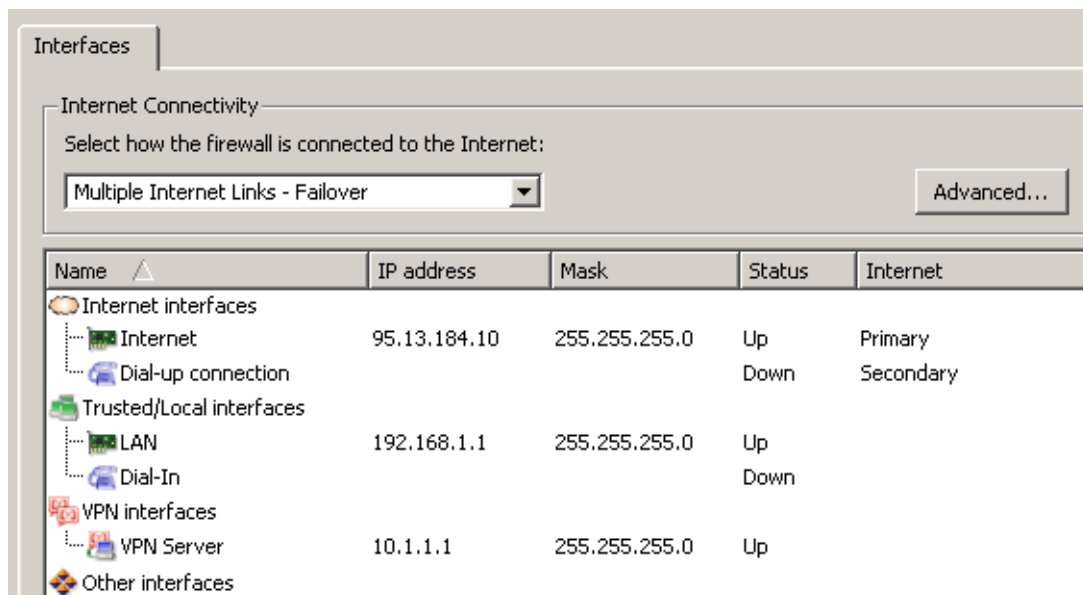 Interfaces
Internet Connectivity
Select how the firewall is connected to the Internet:
Multiple Internet Links - Failover
Advanced...
Name IP address Mask Status Internet
Internet interfaces
Internet 95.13.184.10 255.255.255.0 Up Primary
Dial-up connection Down Secondary
Trusted/Local interfaces
LAN 192.168.1.1 255.255.255.0 Up
Dial-In Down
VPN interfaces
VPN Server 10.1.1.1 255.255.255.0 Up
Other interfaces